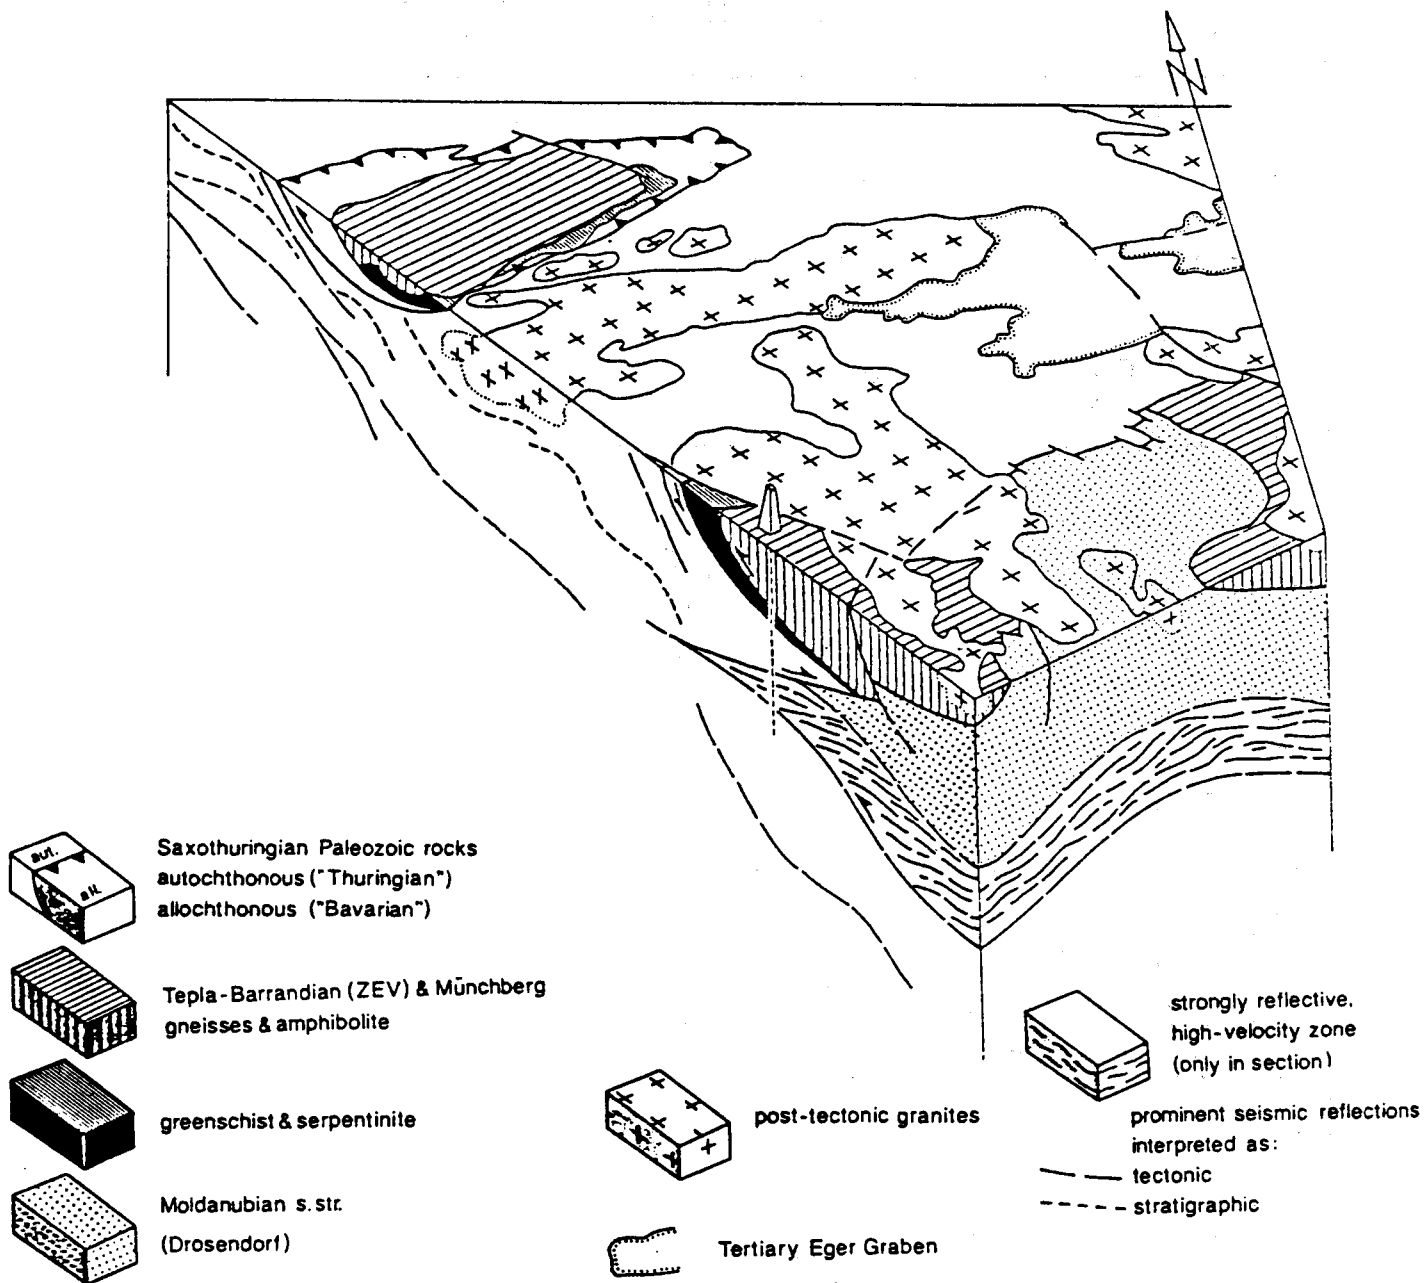 N
aut.
all.
Saxothuringian Paleozoic rocks
autochthonous ("Thuringian")
allochthonous ("Bavarian")
Tepla-Barrandian (ZEV) & Münchberg
gneisses & amphibolite
greenschist & serpentinite
Moldanubian s. str.
(Drosendorf)
post-tectonic granites
Tertiary Eger Graben
strongly reflective,
high-velocity zone
(only in section)
prominent seismic reflections
interpreted as:
tectonic
stratigraphic